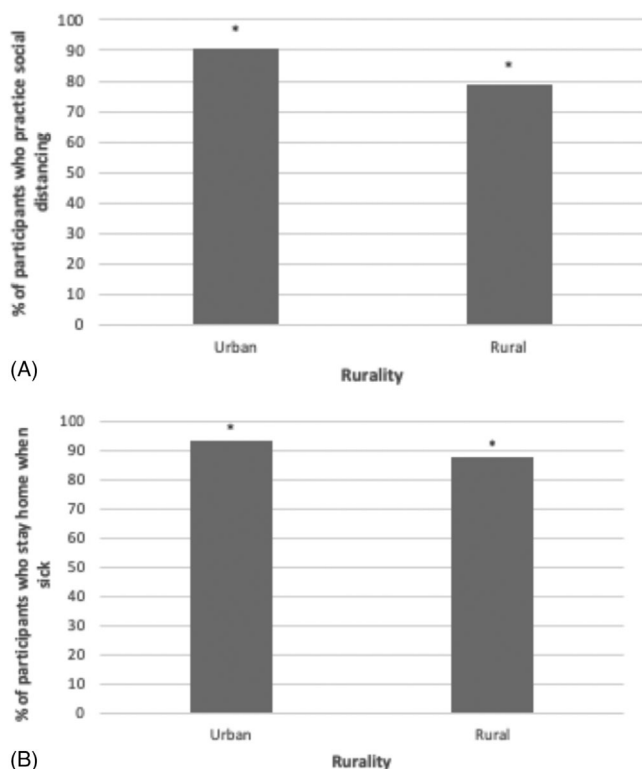 % of participants who practice social
distancing
100
90
80
70
60
50
40
30
20
10
0
*
*
Urban
Rural
Rurality
(A)
% of participants who stay home when
sick
100
90
80
70
60
50
40
30
20
10
0
*
*
Urban
Rural
Rurality
(B)